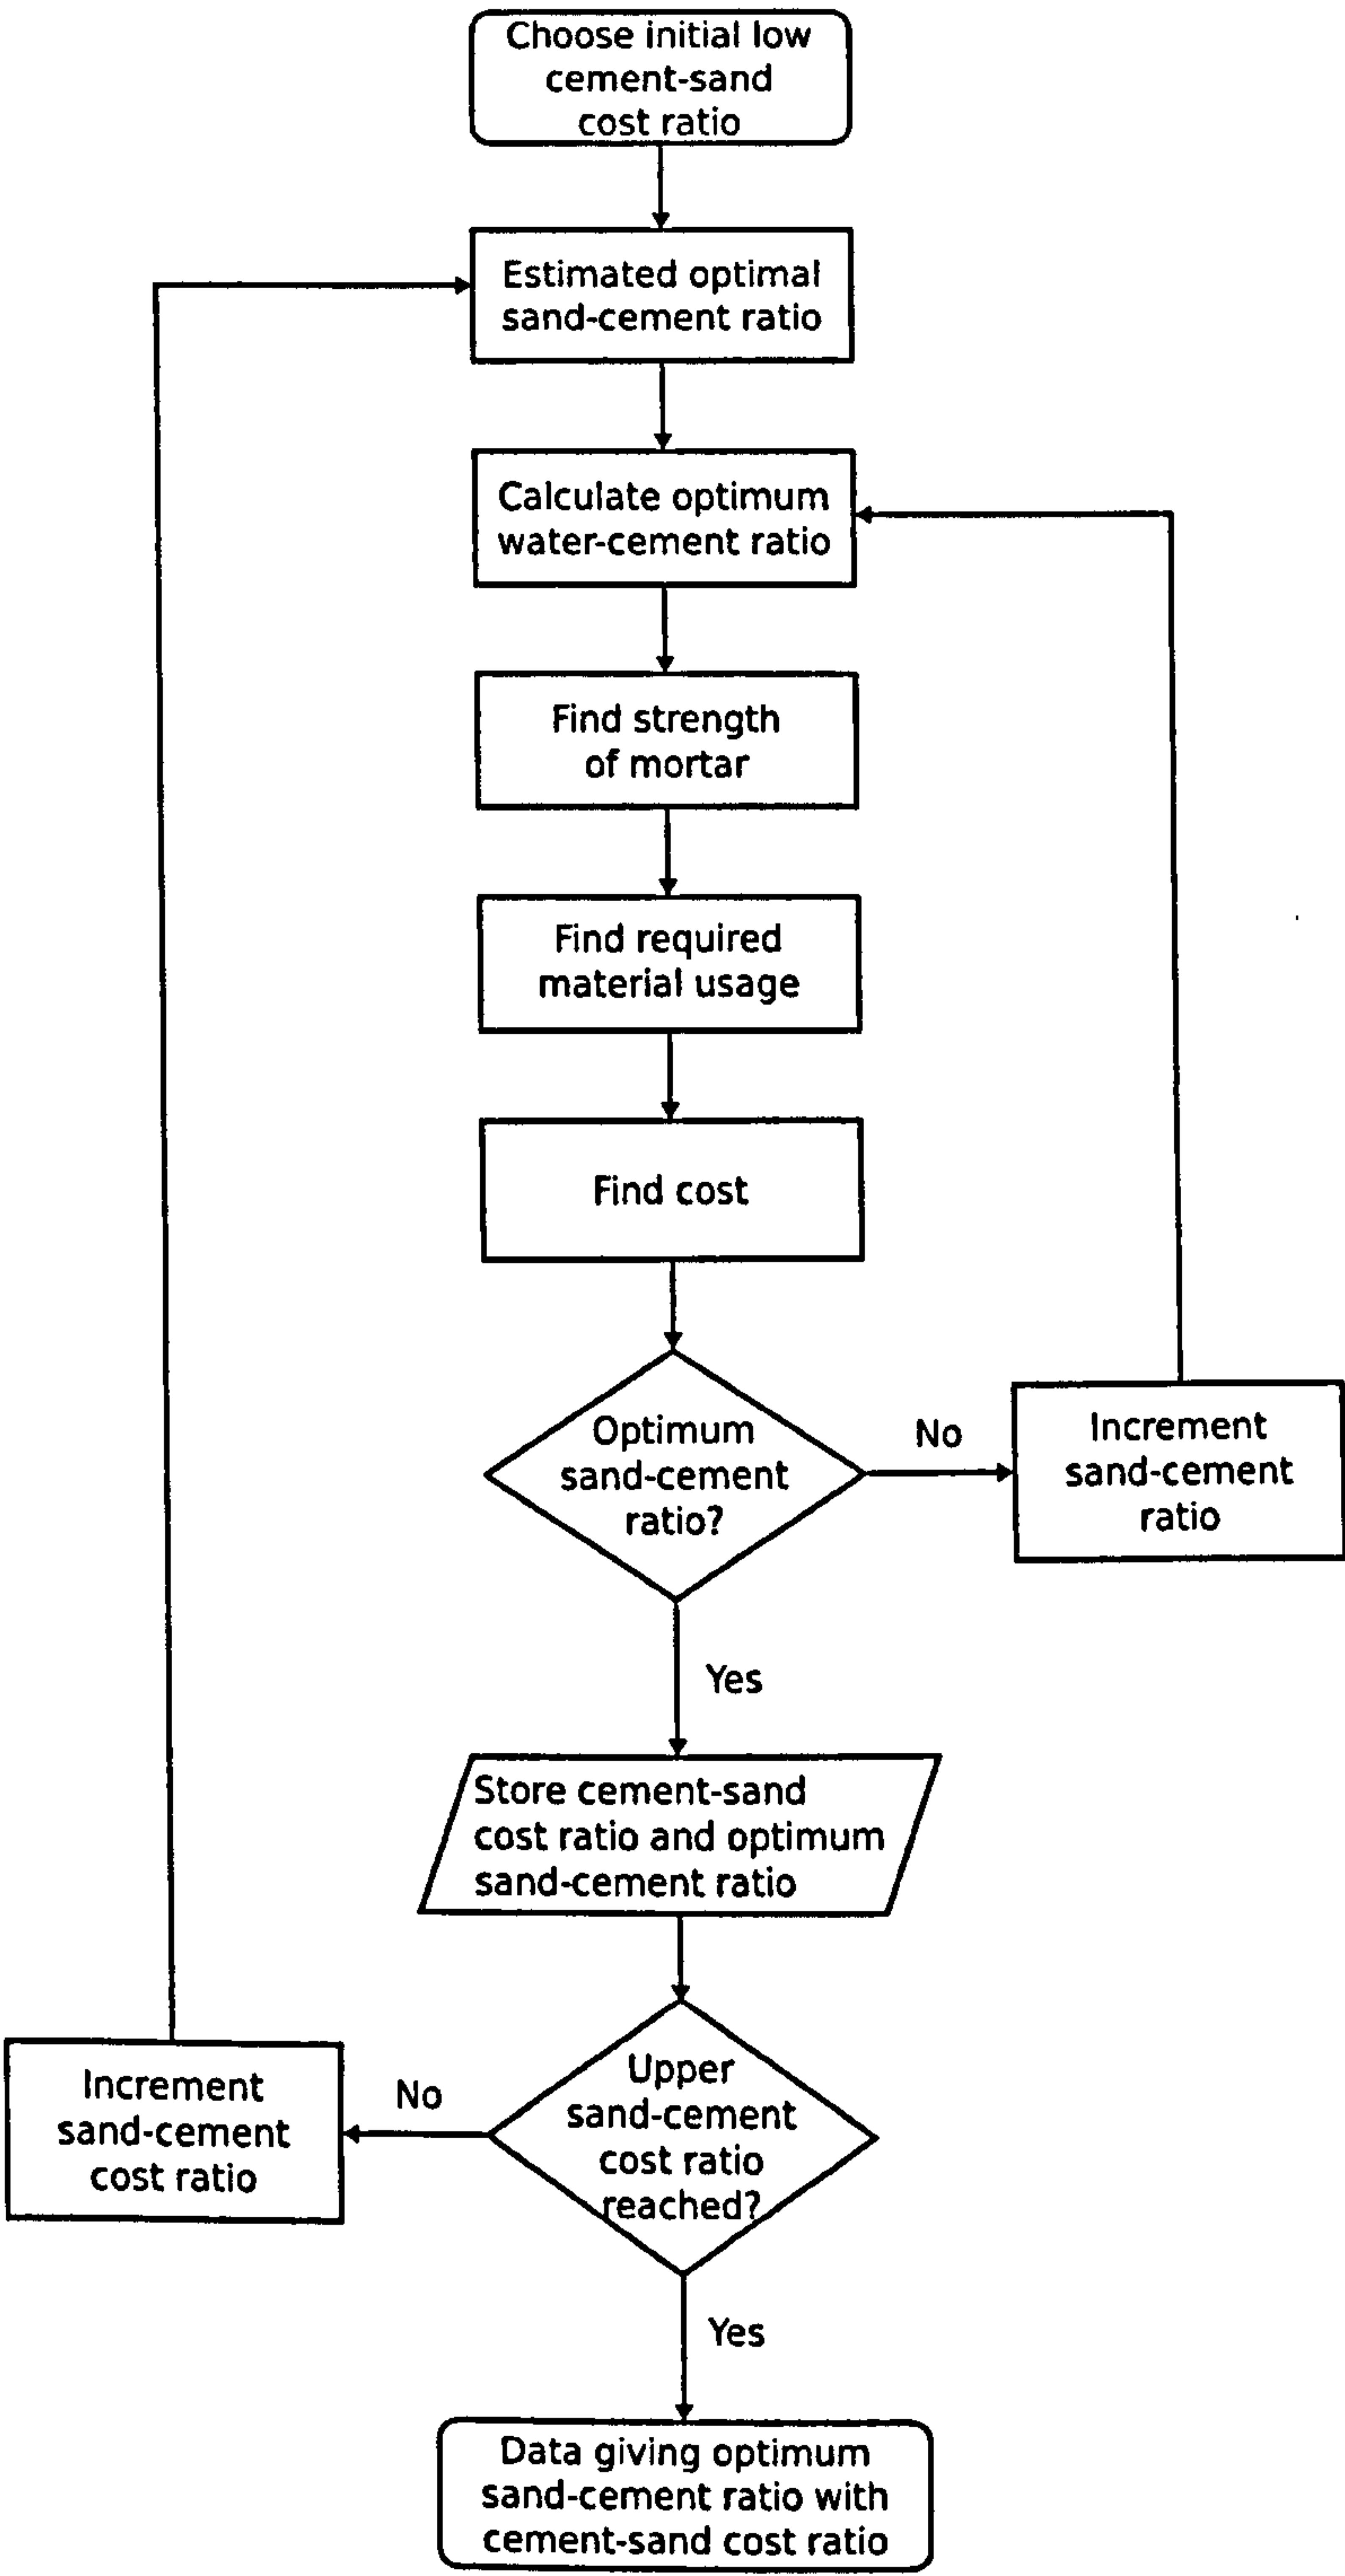 Choose initial low
cement-sand
cost ratio
Estimated optimal
sand-cement ratio
Calculate optimum
water-cement ratio
Find strength
of mortar
Find required
material usage
Find cost
Optimum
sand-cement
ratio?
No
Increment
sand-cement
ratio
Yes
Store cement-sand
cost ratio and optimum
sand-cement ratio
Upper
sand-cement
cost ratio
reached?
No
Increment
sand-cement
cost ratio
Yes
Data giving optimum
sand-cement ratio with
cement-sand cost ratio